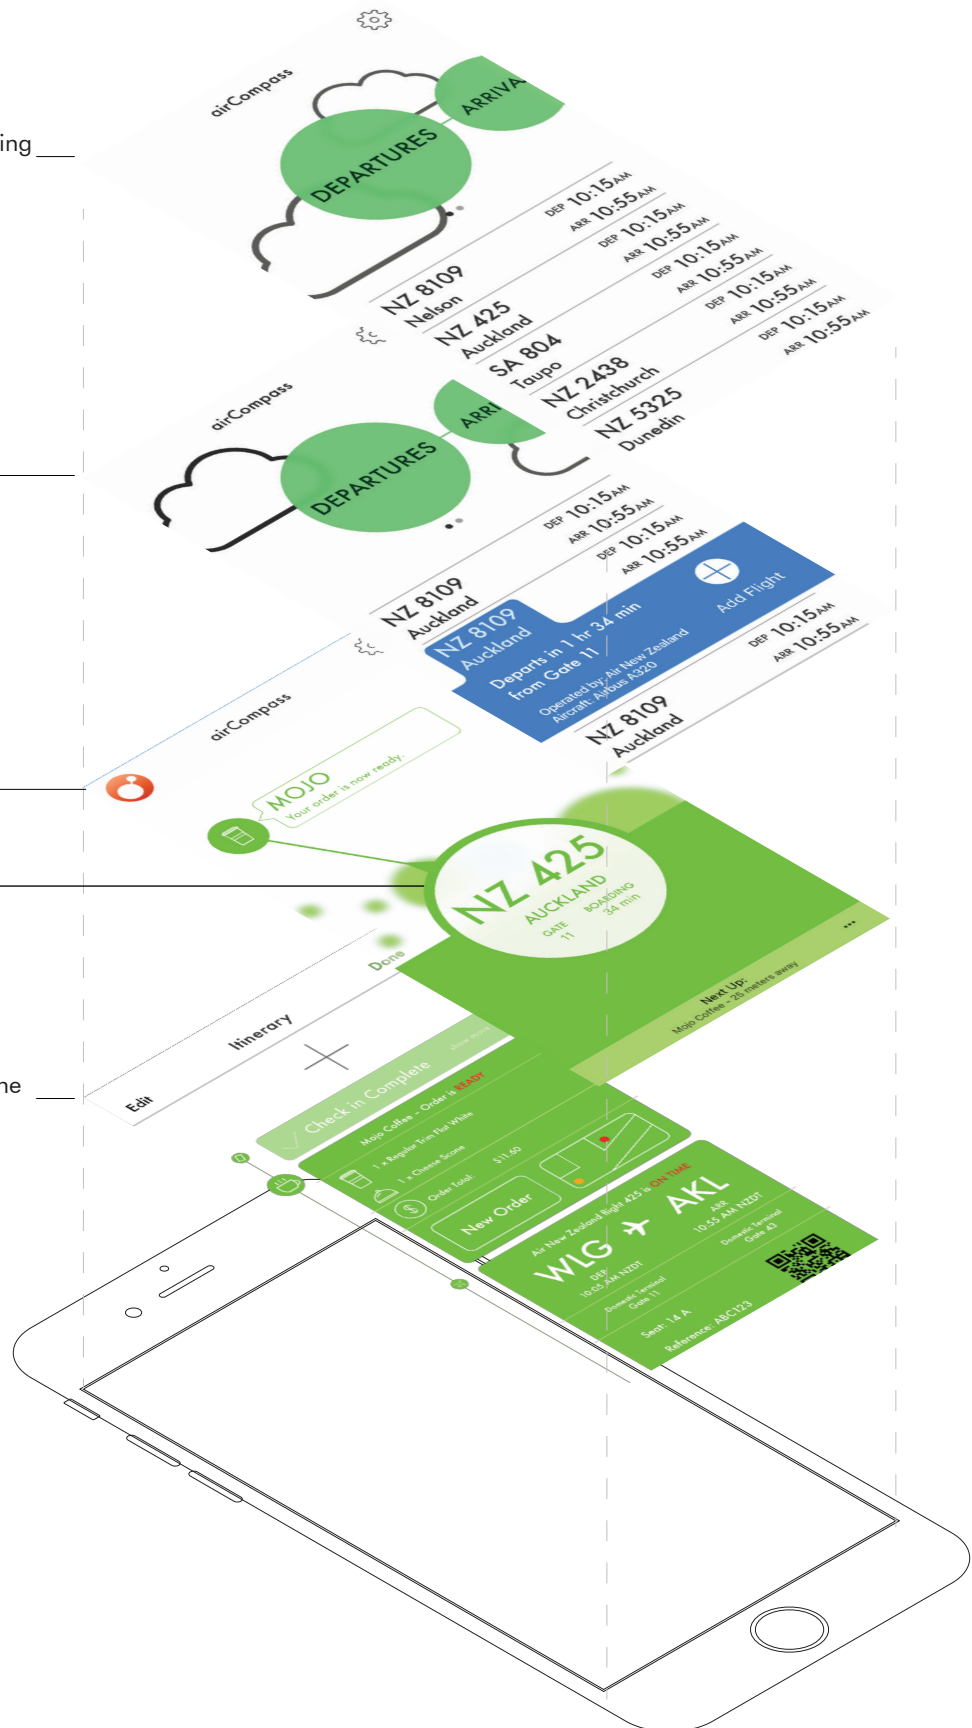 airCompass
DEPARTURES
ARRIVA
ing
NZ 8109
Nelson
DEP 10:15AM
ARR 10:55AM
NZ 425
Auckland
DEP 10:15AM
ARR 10:55AM
SA 804
Taupo
DEP 10:15AM
ARR 10:55AM
NZ 2438
Christchurch
DEP 10:15AM
ARR 10:55AM
NZ 5325
Dunedin
DEP 10:15AM
ARR 10:55AM
airCompass
DEPARTURES
ARRI
NZ 8109
Auckland
DEP 10:15AM
ARR 10:55AM
NZ 8109
Auckland
DEP 10:15AM
ARR 10:55AM
Departs in 1 hr 34 min
from Gate 11
Operated by: Air New Zealand
Aircraft: Airbus A320
Add Flight
NZ 8109
Auckland
DEP 10:15AM
ARR 10:55AM
airCompass
MOJO
Your order is now ready.
NZ 425
AUCKLAND
GATE
11
BOARDING
34 min
Next Up:
Mojo Coffee - 25 meters away
...
ne
Edit
Itinerary
Done
Check in Complete
show more
Mojo Coffee - Order is READY
1 x Regular Trim Flat White
1 x Cheese Scone
$ Order Total: $11.60
New Order
Air New Zealand flight 425 is ON TIME
WLG AKL
DEP
10:05 AM NZDT
ARR
10:55 AM NZDT
Domestic Terminal
Gate 11
Domestic Terminal
Gate 43
Seat: 14 A
Reference: ABC123